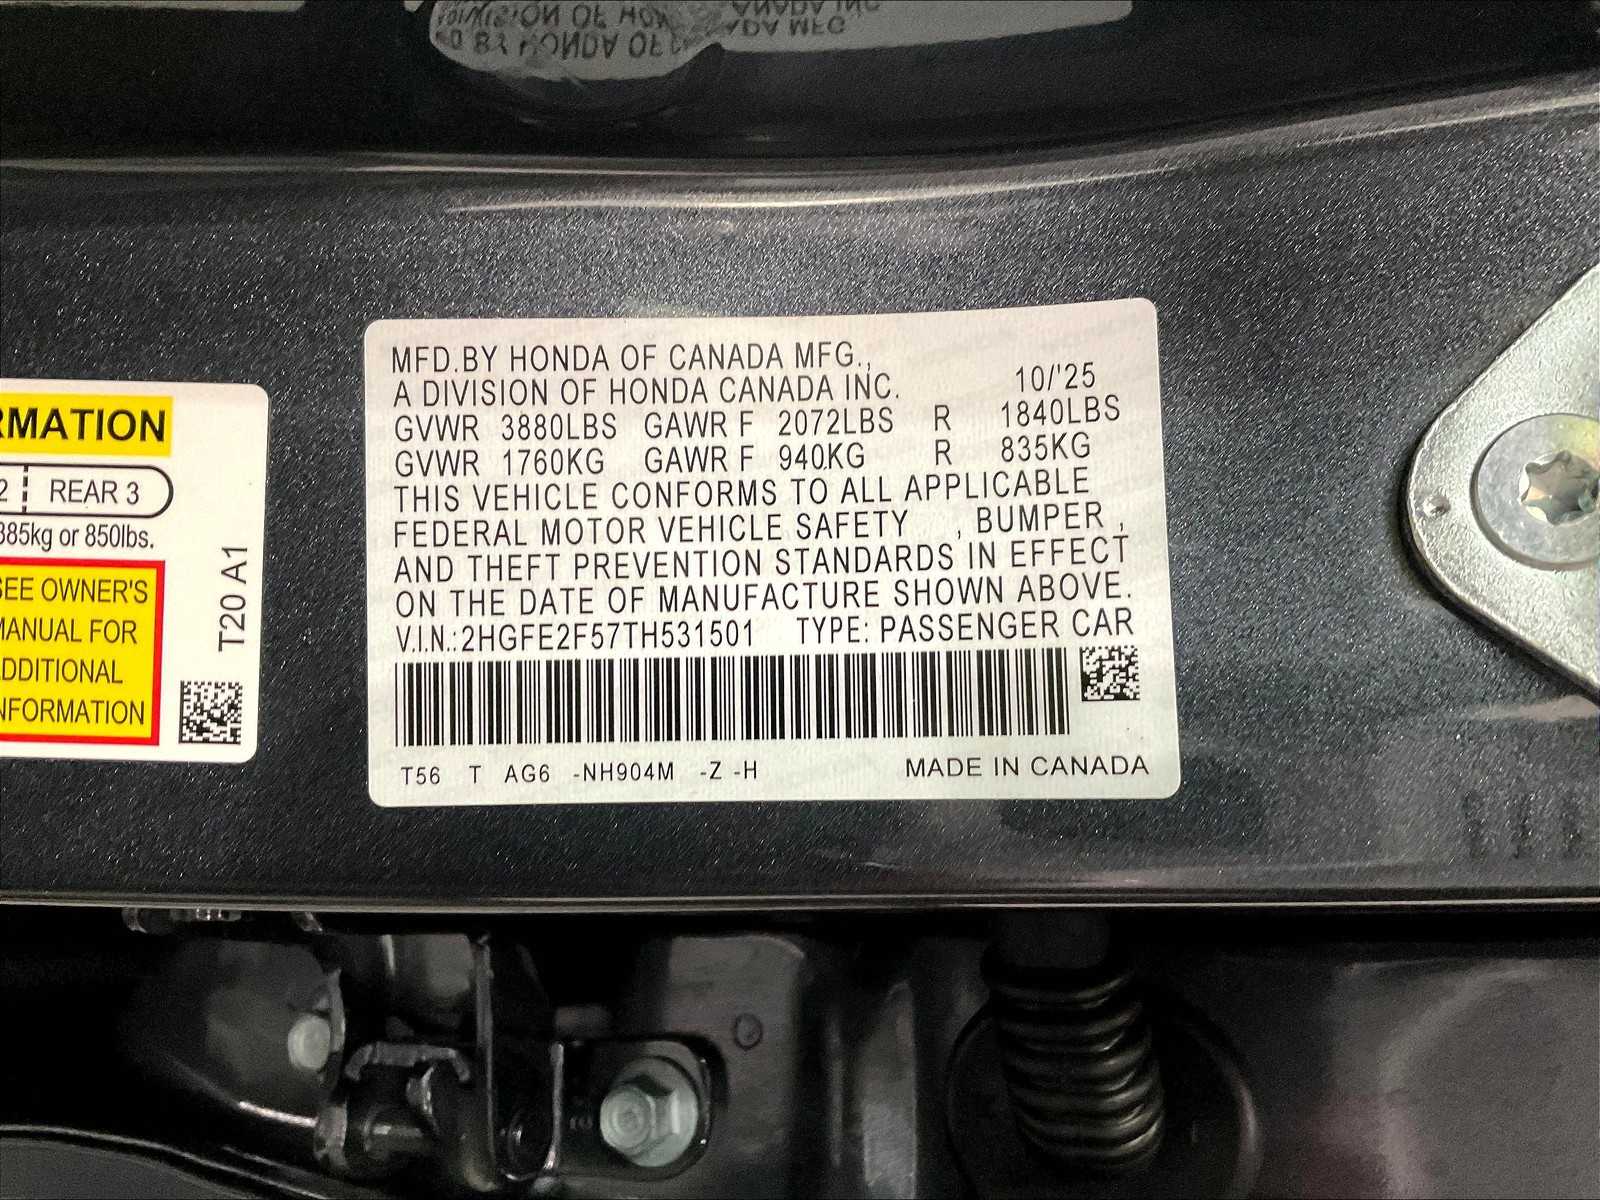 MFD.BY HONDA OF CANADA MFG.,
A DIVISION OF HONDA CANADA INC. 10/'25
GVWR 3880LBS GAWR F 2072LBS R 1840LBS
GVWR 1760KG GAWR F 940KG R 835KG
THIS VEHICLE CONFORMS TO ALL APPLICABLE
FEDERAL MOTOR VEHICLE SAFETY , BUMPER ,
AND THEFT PREVENTION STANDARDS IN EFFECT
ON THE DATE OF MANUFACTURE SHOWN ABOVE.
V.I.N.:2HGFE2F57TH531501 TYPE: PASSENGER CAR
T56 T AG6 -NH904M -Z -H MADE IN CANADA
RMATION
2 REAR 3
385kg or 850lbs.
SEE OWNER'S
MANUAL FOR
ADDITIONAL
INFORMATION
T20 A1